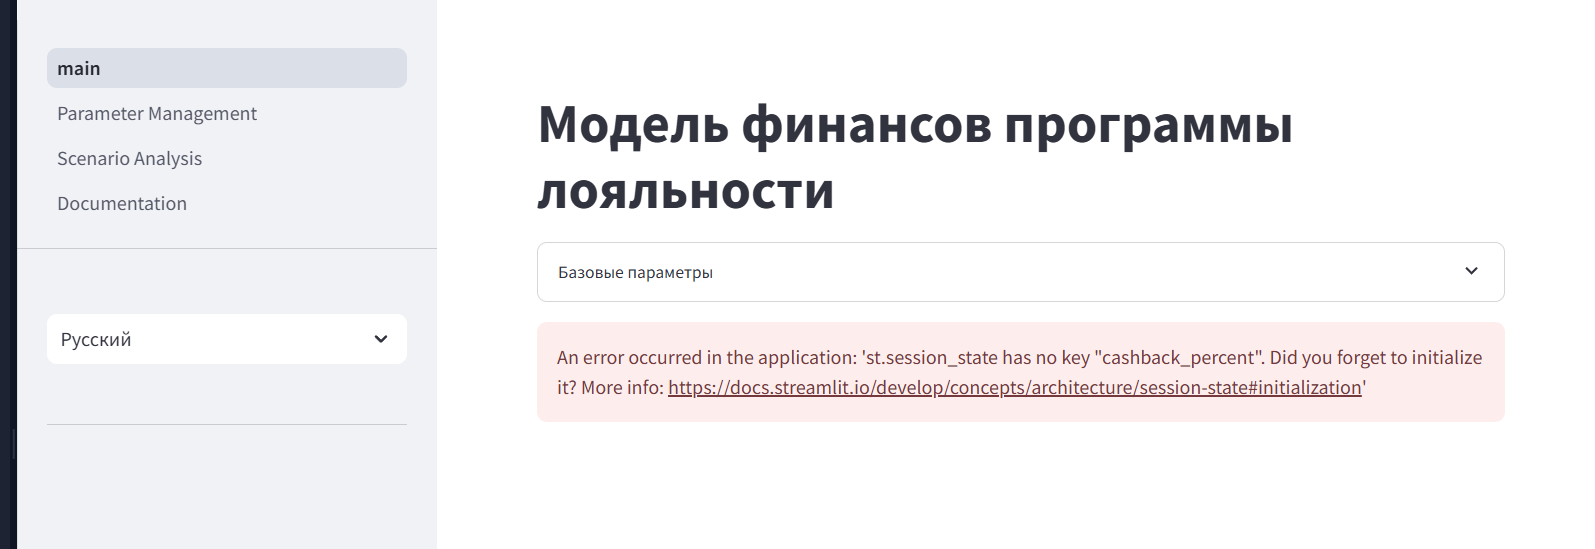 main
Parameter Management
Scenario Analysis
Documentation
Русский
Модель финансов программы
лояльности
Базовые параметры
An error occurred in the application: 'st.session_state has no key "cashback_percent". Did you forget to initialize
it? More info: https://docs.streamlit.io/develop/concepts/architecture/session-state#initialization'